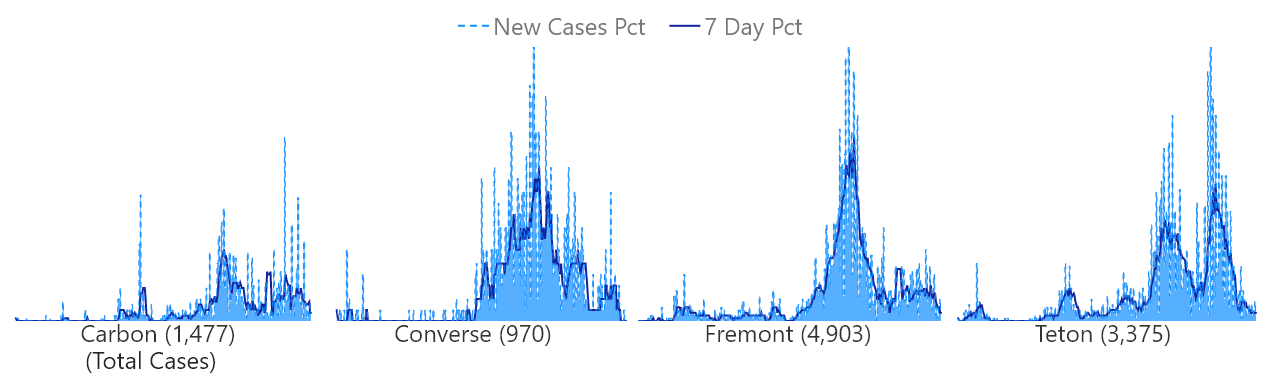 New Cases Pct 7 Day Pct
Carbon (1,477) Converse (970) Fremont (4,903) Teton (3,375)
(Total Cases)